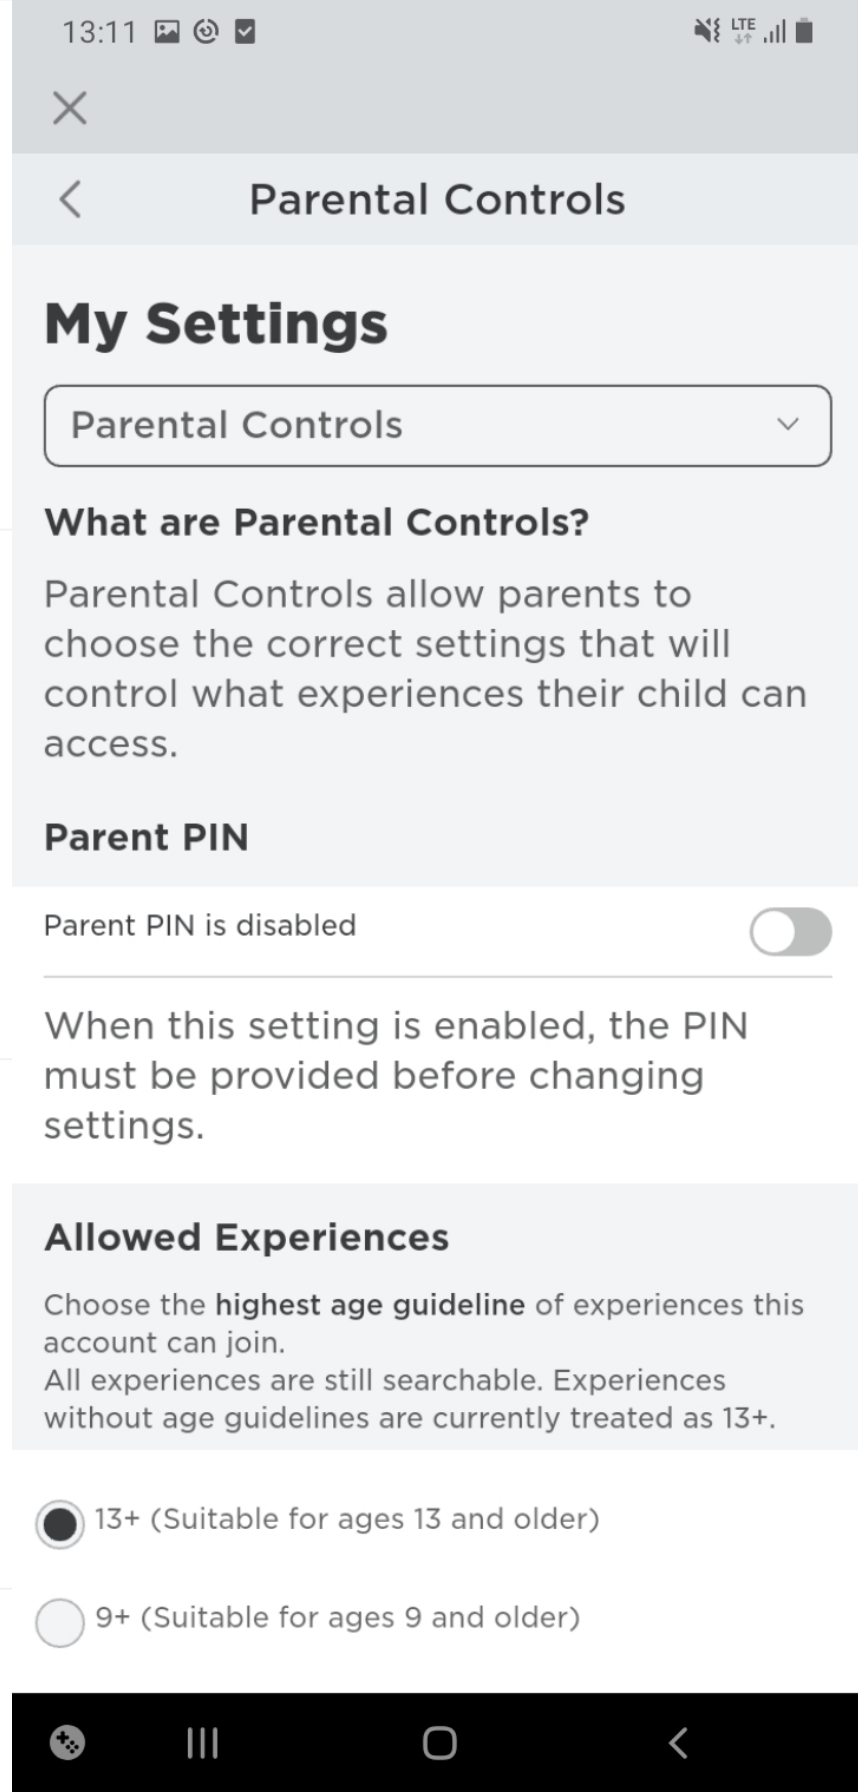 13:11 LTE
Parental Controls
My Settings
Parental Controls
What are Parental Controls?
Parental Controls allow parents to
choose the correct settings that will
control what experiences their child can
access.
Parent PIN
Parent PIN is disabled
When this setting is enabled, the PIN
must be provided before changing
settings.
Allowed Experiences
Choose the highest age guideline of experiences this
account can join.
All experiences are still searchable. Experiences
without age guidelines are currently treated as 13+.
13+ (Suitable for ages 13 and older)
9+ (Suitable for ages 9 and older)